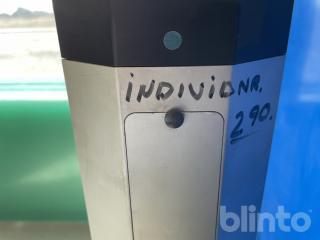 INDIVIDNR.
290.
blinto